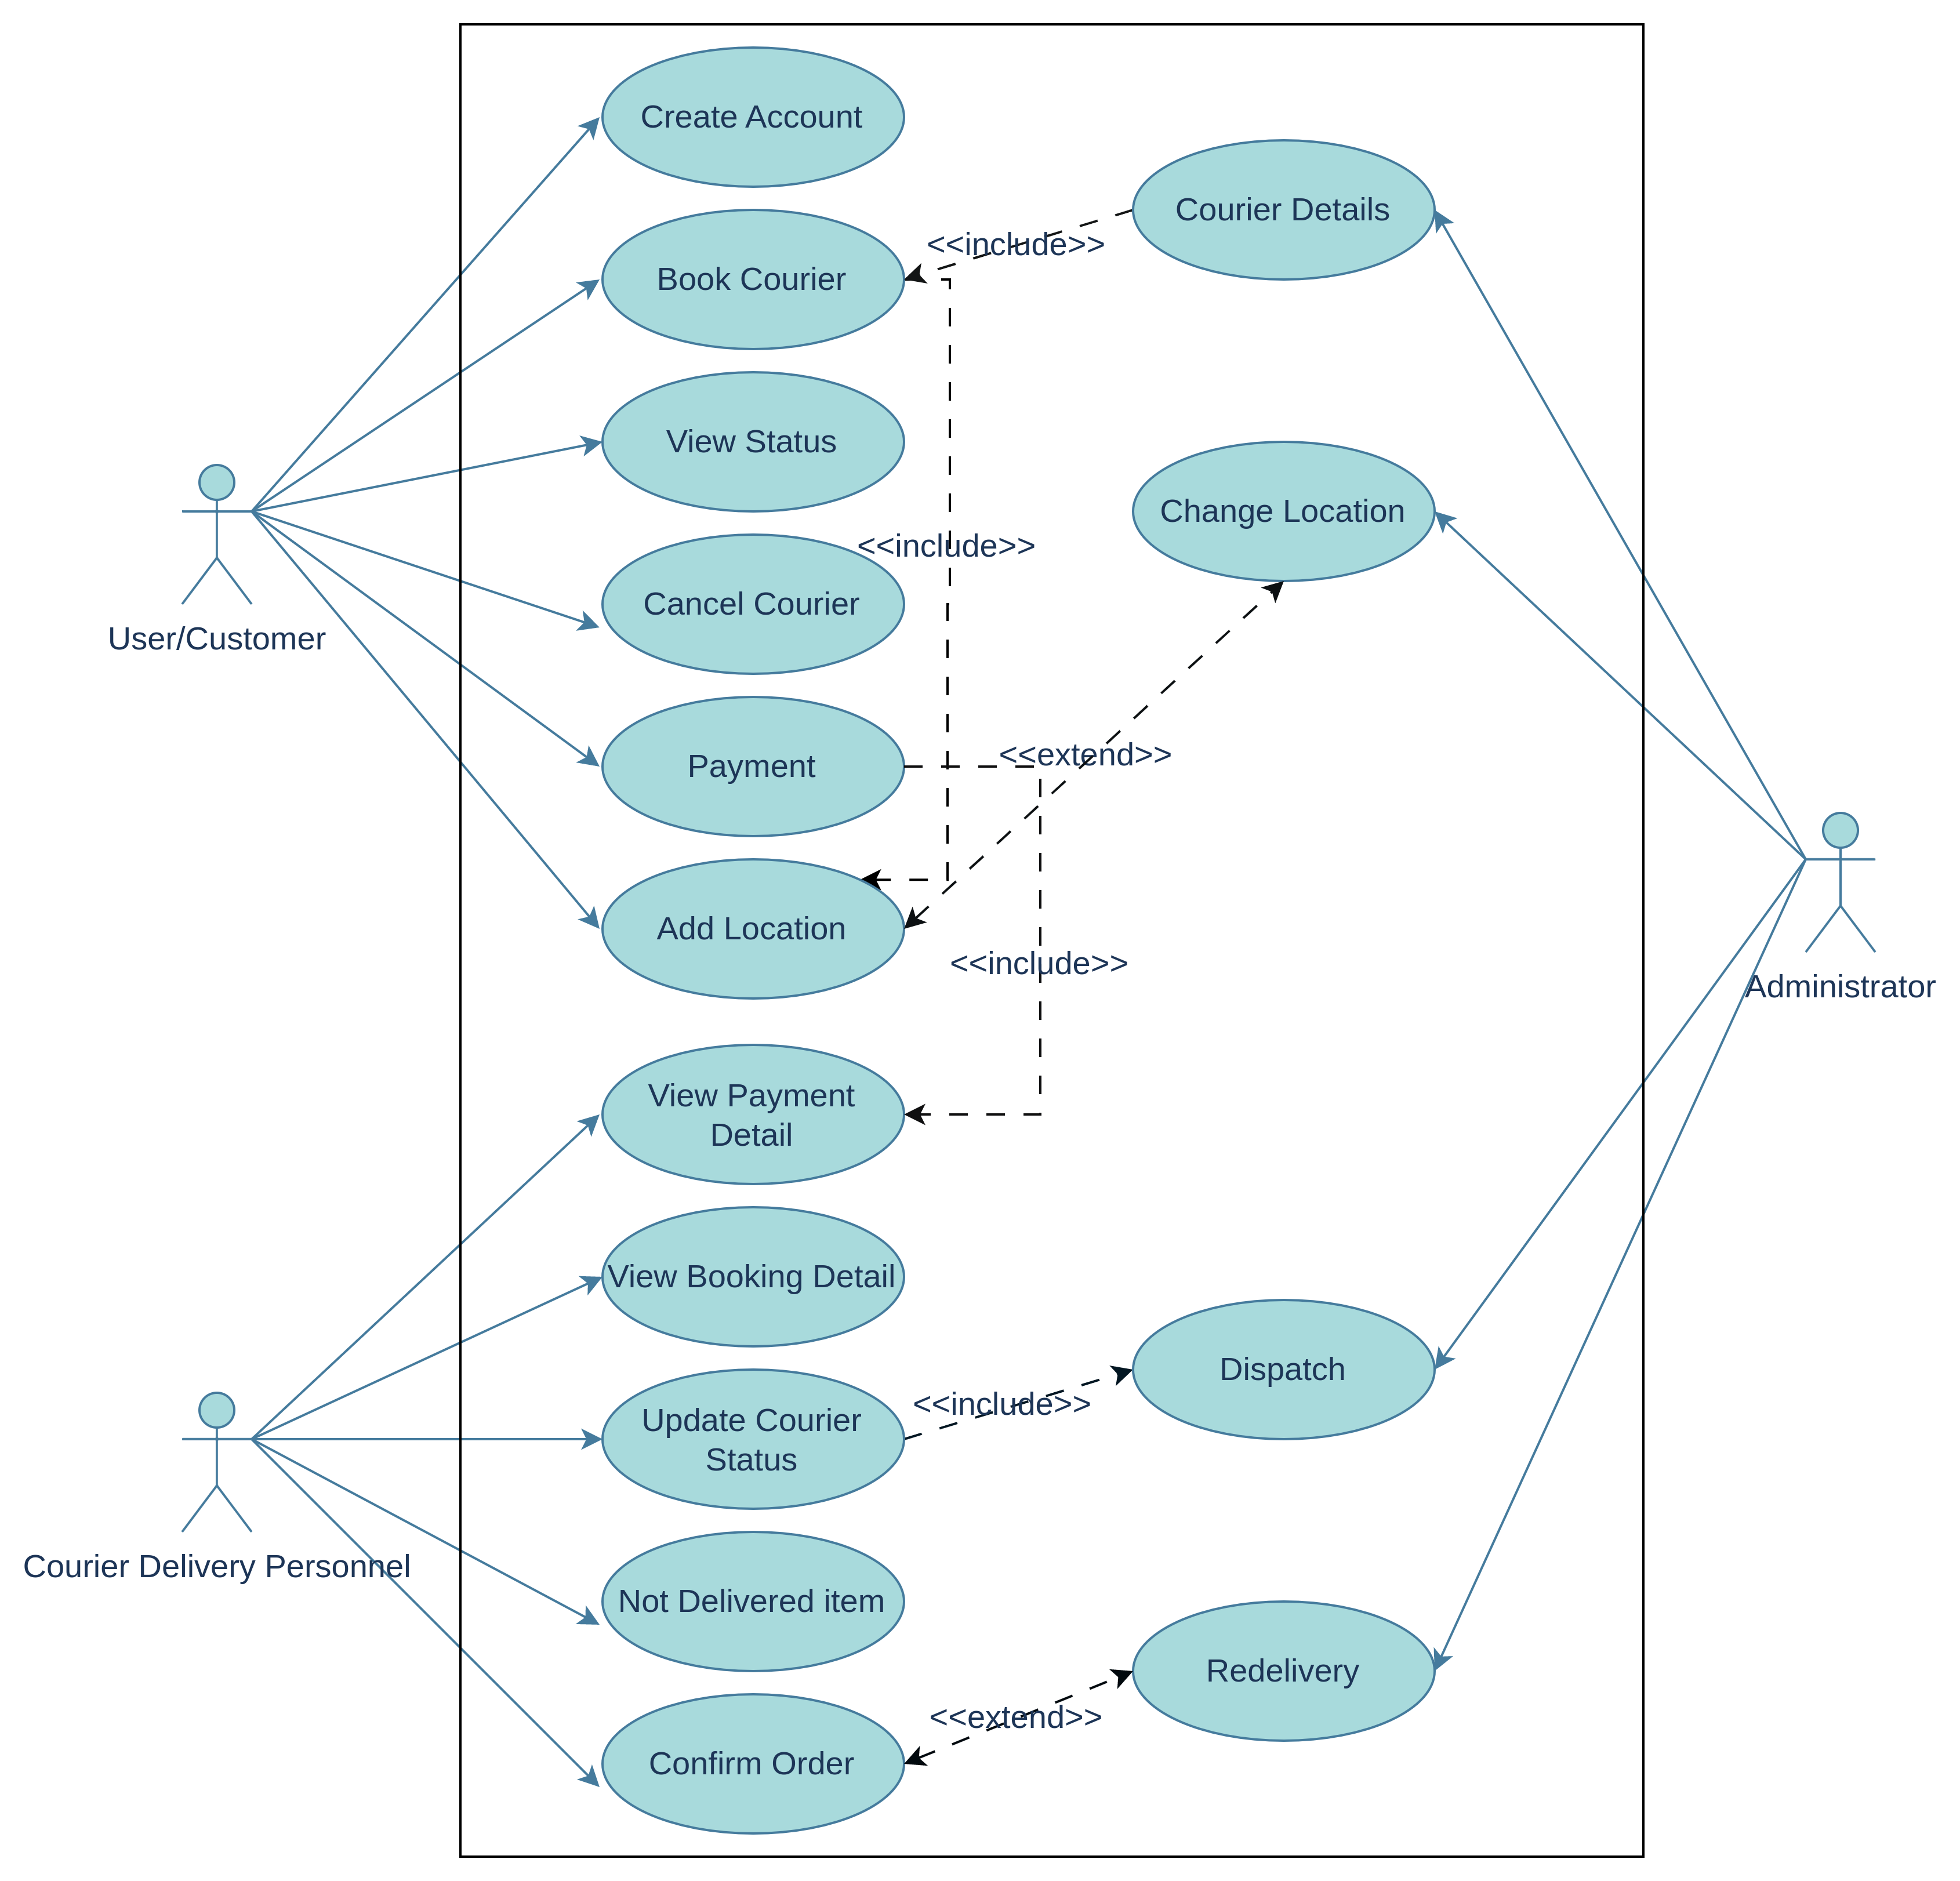 Create Account
Courier Details
<<include>>
Book Courier
View Status
Change Location
<<include>>
Cancel Courier
User/Customer
Payment
<<extend>>
Add Location
<<include>>
Administrator
View Payment
Detail
View Booking Detail
Dispatch
<<include>>
Update Courier
Status
Courier Delivery Personnel
Not Delivered item
Redelivery
<<extend>>
Confirm Order